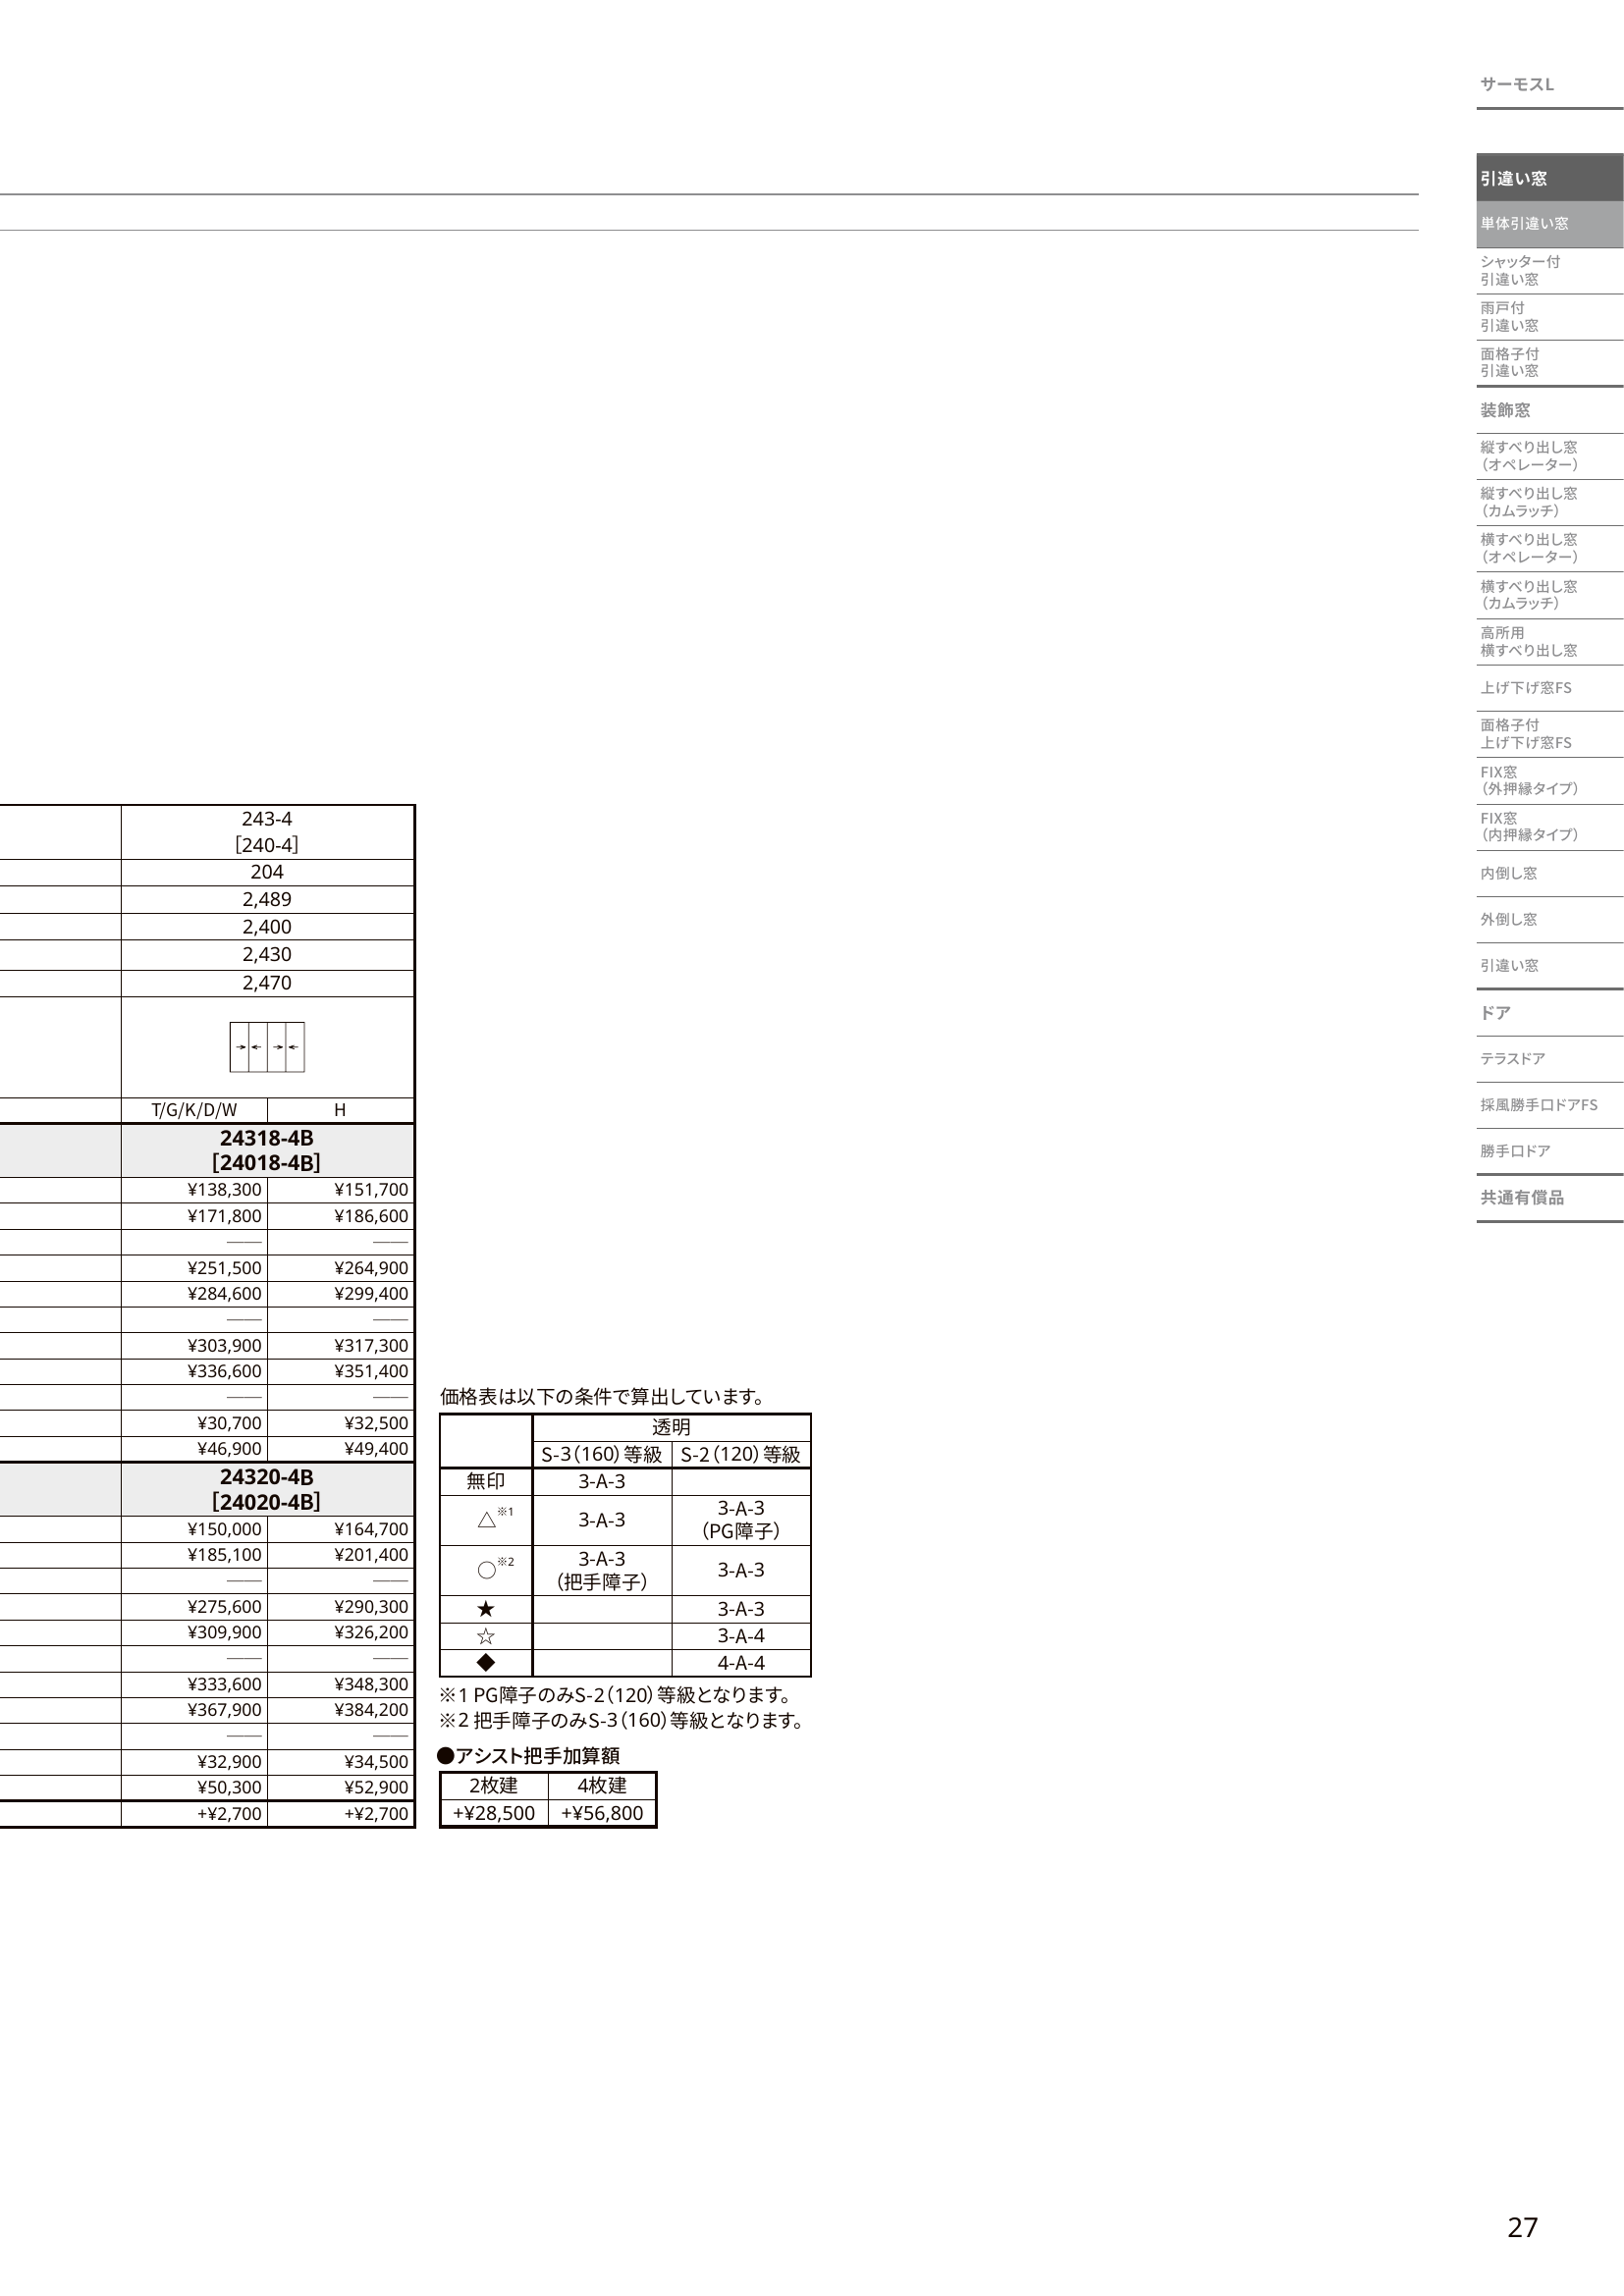 サーモスL
引違い窓
単体引違い窓
シャッター付
引違い窓
雨戸付
引違い窓
面格子付
引違い窓
装飾窓
縦すべり出し窓
（オペレーター）
縦すべり出し窓
（カムラッチ）
横すべり出し窓
（オペレーター）
横すべり出し窓
（カムラッチ）
高所用
横すべり出し窓
上げ下げ窓FS
面格子付
上げ下げ窓FS
FIX窓
（外押縁タイプ）
FIX窓
（内押縁タイプ）
内倒し窓
外倒し窓
引違い窓
ドア
テラスドア
採風勝手口ドアFS
勝手口ドア
共通有償品
243-4
［240-4］
204
2,489
2,400
2,430
2,470
T/G/K/D/W H
24318-4B
［24018-4B］
¥138,300 ¥151,700
¥171,800 ¥186,600
—— ——
¥251,500 ¥264,900
¥284,600 ¥299,400
—— ——
¥303,900 ¥317,300
¥336,600 ¥351,400
—— ——
¥30,700 ¥32,500
¥46,900 ¥49,400
24320-4B
［24020-4B］
¥150,000 ¥164,700
¥185,100 ¥201,400
—— ——
¥275,600 ¥290,300
¥309,900 ¥326,200
—— ——
¥333,600 ¥348,300
¥367,900 ¥384,200
—— ——
¥32,900 ¥34,500
¥50,300 ¥52,900
+¥2,700 +¥2,700
価格表は以下の条件で算出しています。
透明
S-3（160）等級 S-2（120）等級
無印 3-A-3
△※1 3-A-3 3-A-3
（PG障子）
○※2 3-A-3
（把手障子） 3-A-3
★ 3-A-3
☆ 3-A-4
◆ 4-A-4
※1 PG障子のみS-2（120）等級となります。
※2 把手障子のみS-3（160）等級となります。
●アシスト把手加算額
2枚建 4枚建
+¥28,500 +¥56,800
27